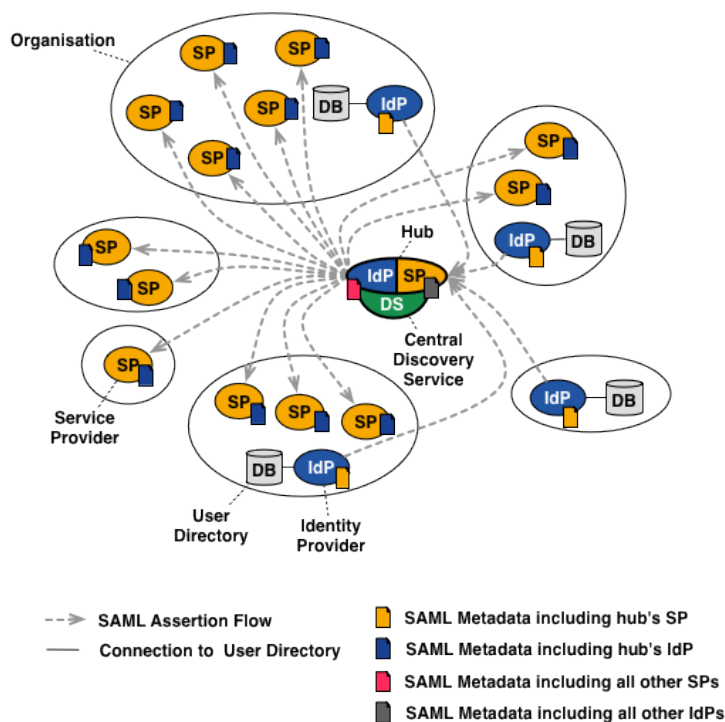 Organisation
SP
SP
SP
SP
SP
DB
IdP
SP
SP
IdP
DB
SP
SP
Hub
IdP
SP
DS
Central
Discovery
Service
SP
Service
Provider
SP
SP
SP
DB
IdP
IdP
DB
User
Directory
Identity
Provider
SAML Assertion Flow
Connection to User Directory
SAML Metadata including hub's SP
SAML Metadata including hub's IdP
SAML Metadata including all other SPs
SAML Metadata including all other IdPs